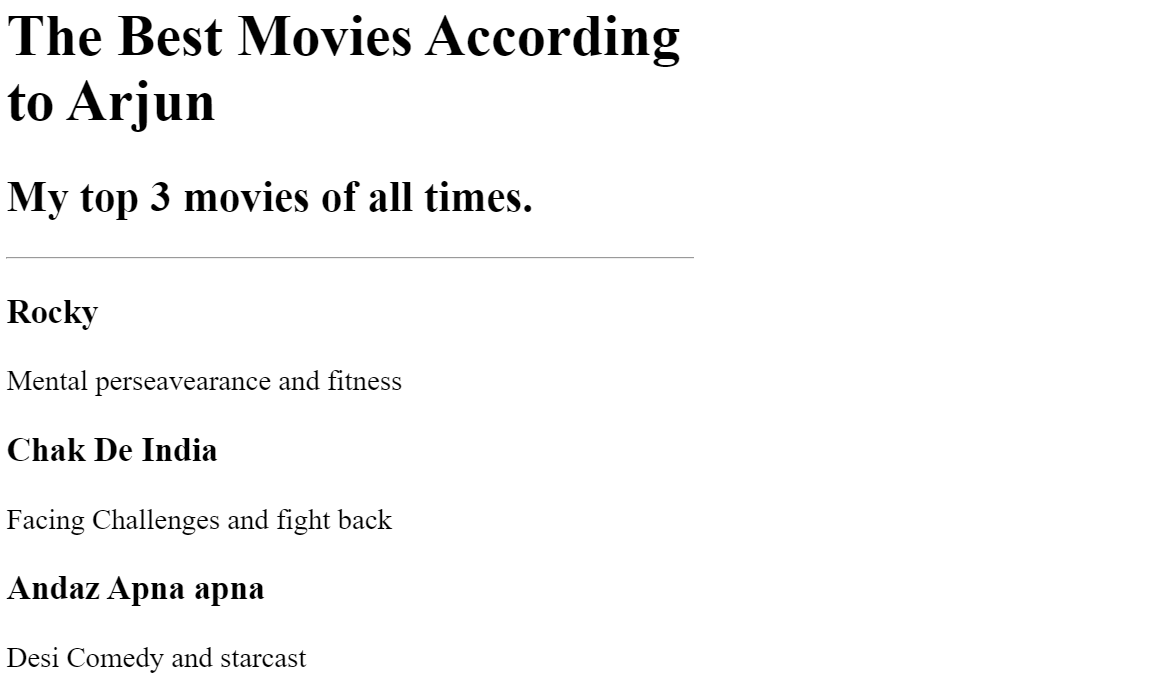 The Best Movies According
to Arjun
My top 3 movies of all times.
Rocky
Mental perseavearance and fitness
Chak De India
Facing Challenges and fight back
Andaz Apna apna
Desi Comedy and starcast